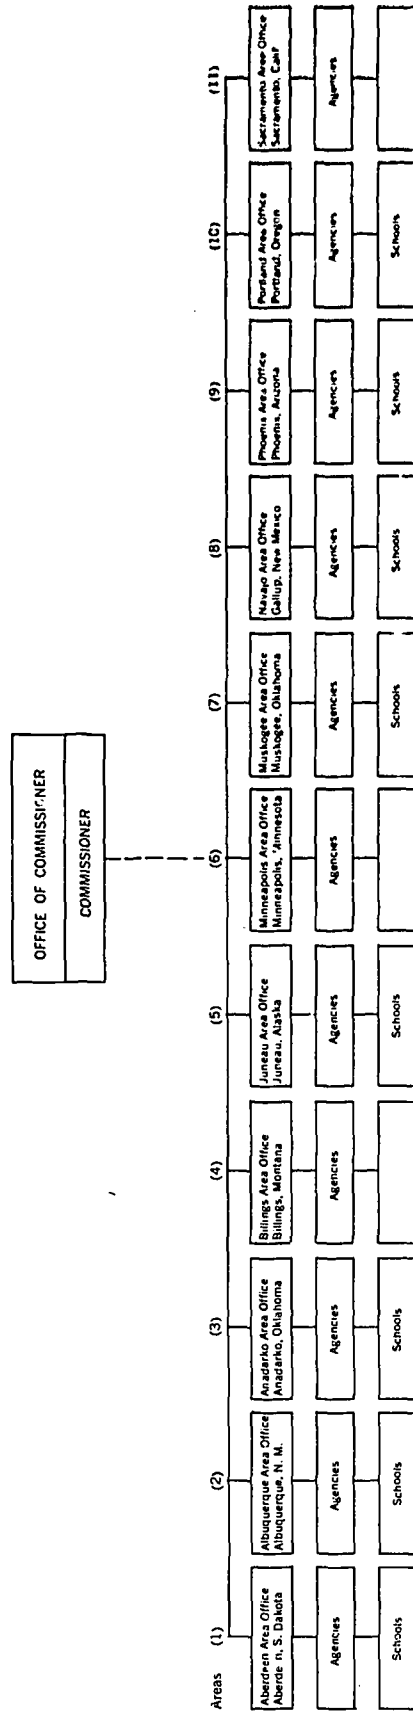 OFFICE OF COMMISSIONER
COMMISSIONER
Areas
(1)
(2)
(3)
(4)
(5)
(6)
(7)
(8)
(9)
(10)
(11)
Aberdeen Area Office
Aberdeen, S. Dakota
Albuquerque Area Office
Albuquerque, N. M.
Anadarko Area Office
Anadarko, Oklahoma
Billings Area Office
Billings, Montana
Juneau Area Office
Juneau, Alaska
Minneapolis Area Office
Minneapolis, Minnesota
Muskogee Area Office
Muskogee, Oklahoma
Navajo Area Office
Gallup, New Mexico
Phoenix Area Office
Phoenix, Arizona
Portland Area Office
Portland, Oregon
Sacramento Area Office
Sacramento, Calif
Agencies
Agencies
Agencies
Agencies
Agencies
Agencies
Agencies
Agencies
Agencies
Agencies
Agencies
Schools
Schools
Schools
Schools
Schools
Schools
Schools
Schools